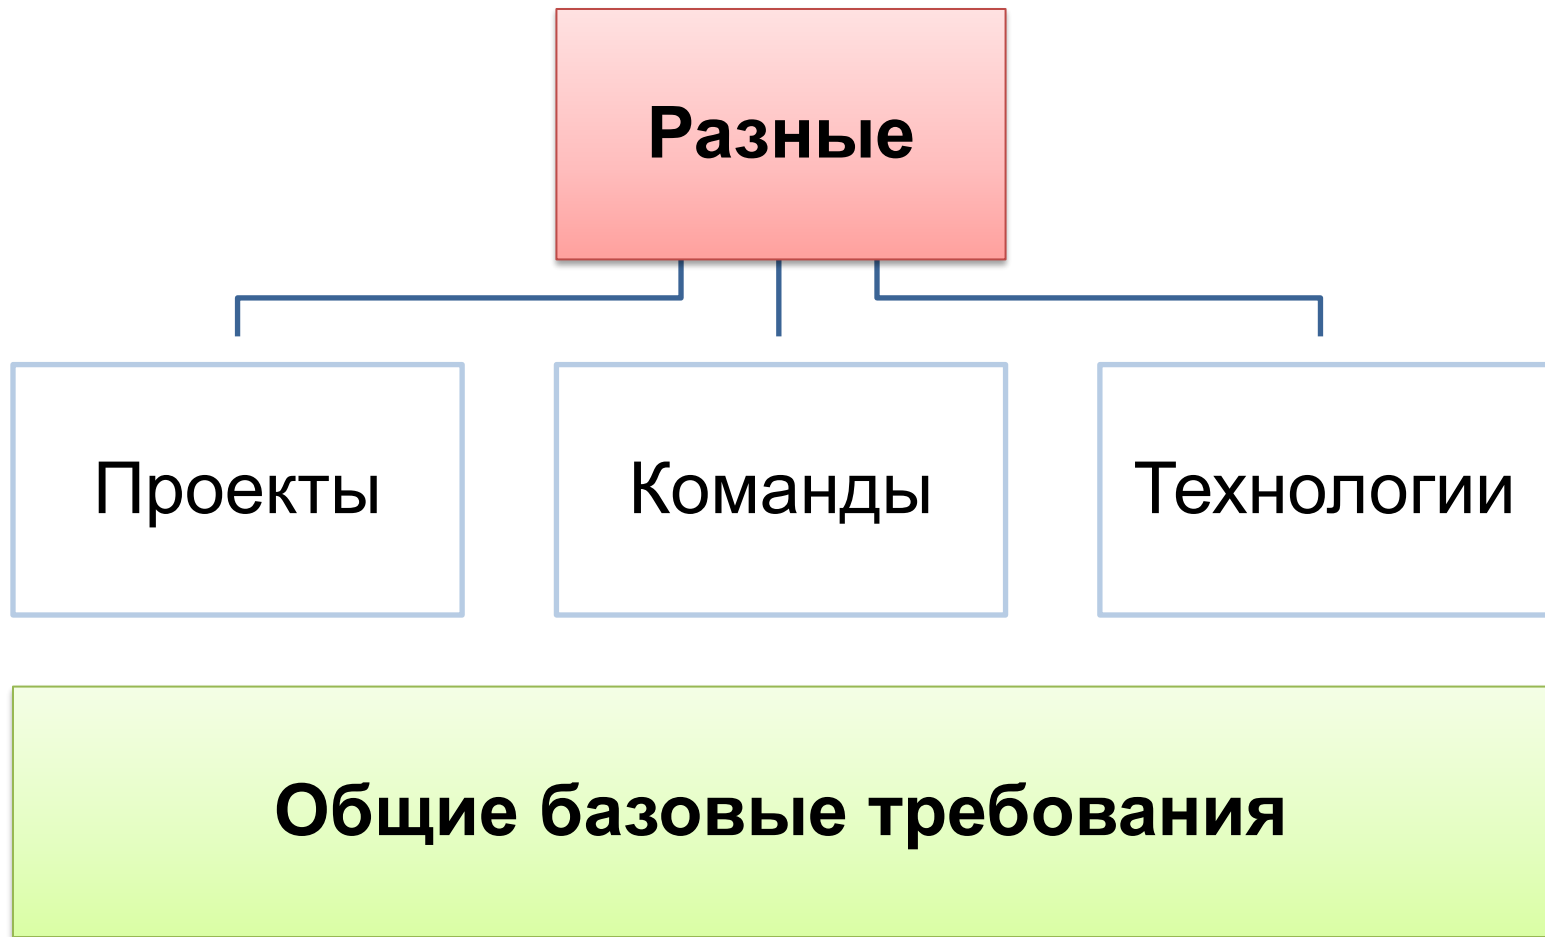 Разные
Проекты
Команды
Технологии
Общие базовые требования